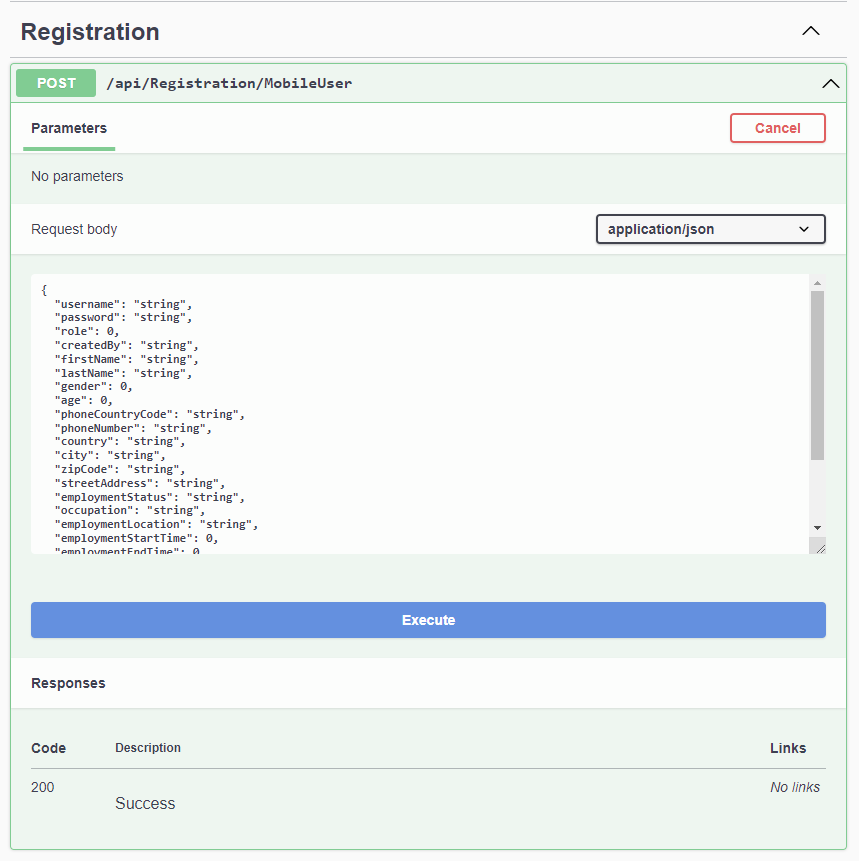 Registration
POST /api/Registration/MobileUser
Parameters
Cancel
No parameters
Request body
application/json
{
  "username": "string",
  "password": "string",
  "role": 0,
  "createdBy": "string",
  "firstName": "string",
  "lastName": "string",
  "gender": 0,
  "age": 0,
  "phoneCountryCode": "string",
  "phoneNumber": "string",
  "country": "string",
  "city": "string",
  "zipCode": "string",
  "streetAddress": "string",
  "employmentStatus": "string",
  "occupation": "string",
  "employmentLocation": "string",
  "employmentStartTime": 0,
  "employmentEndTime": 0
Execute
Responses
Code Description Links
200 Success No links